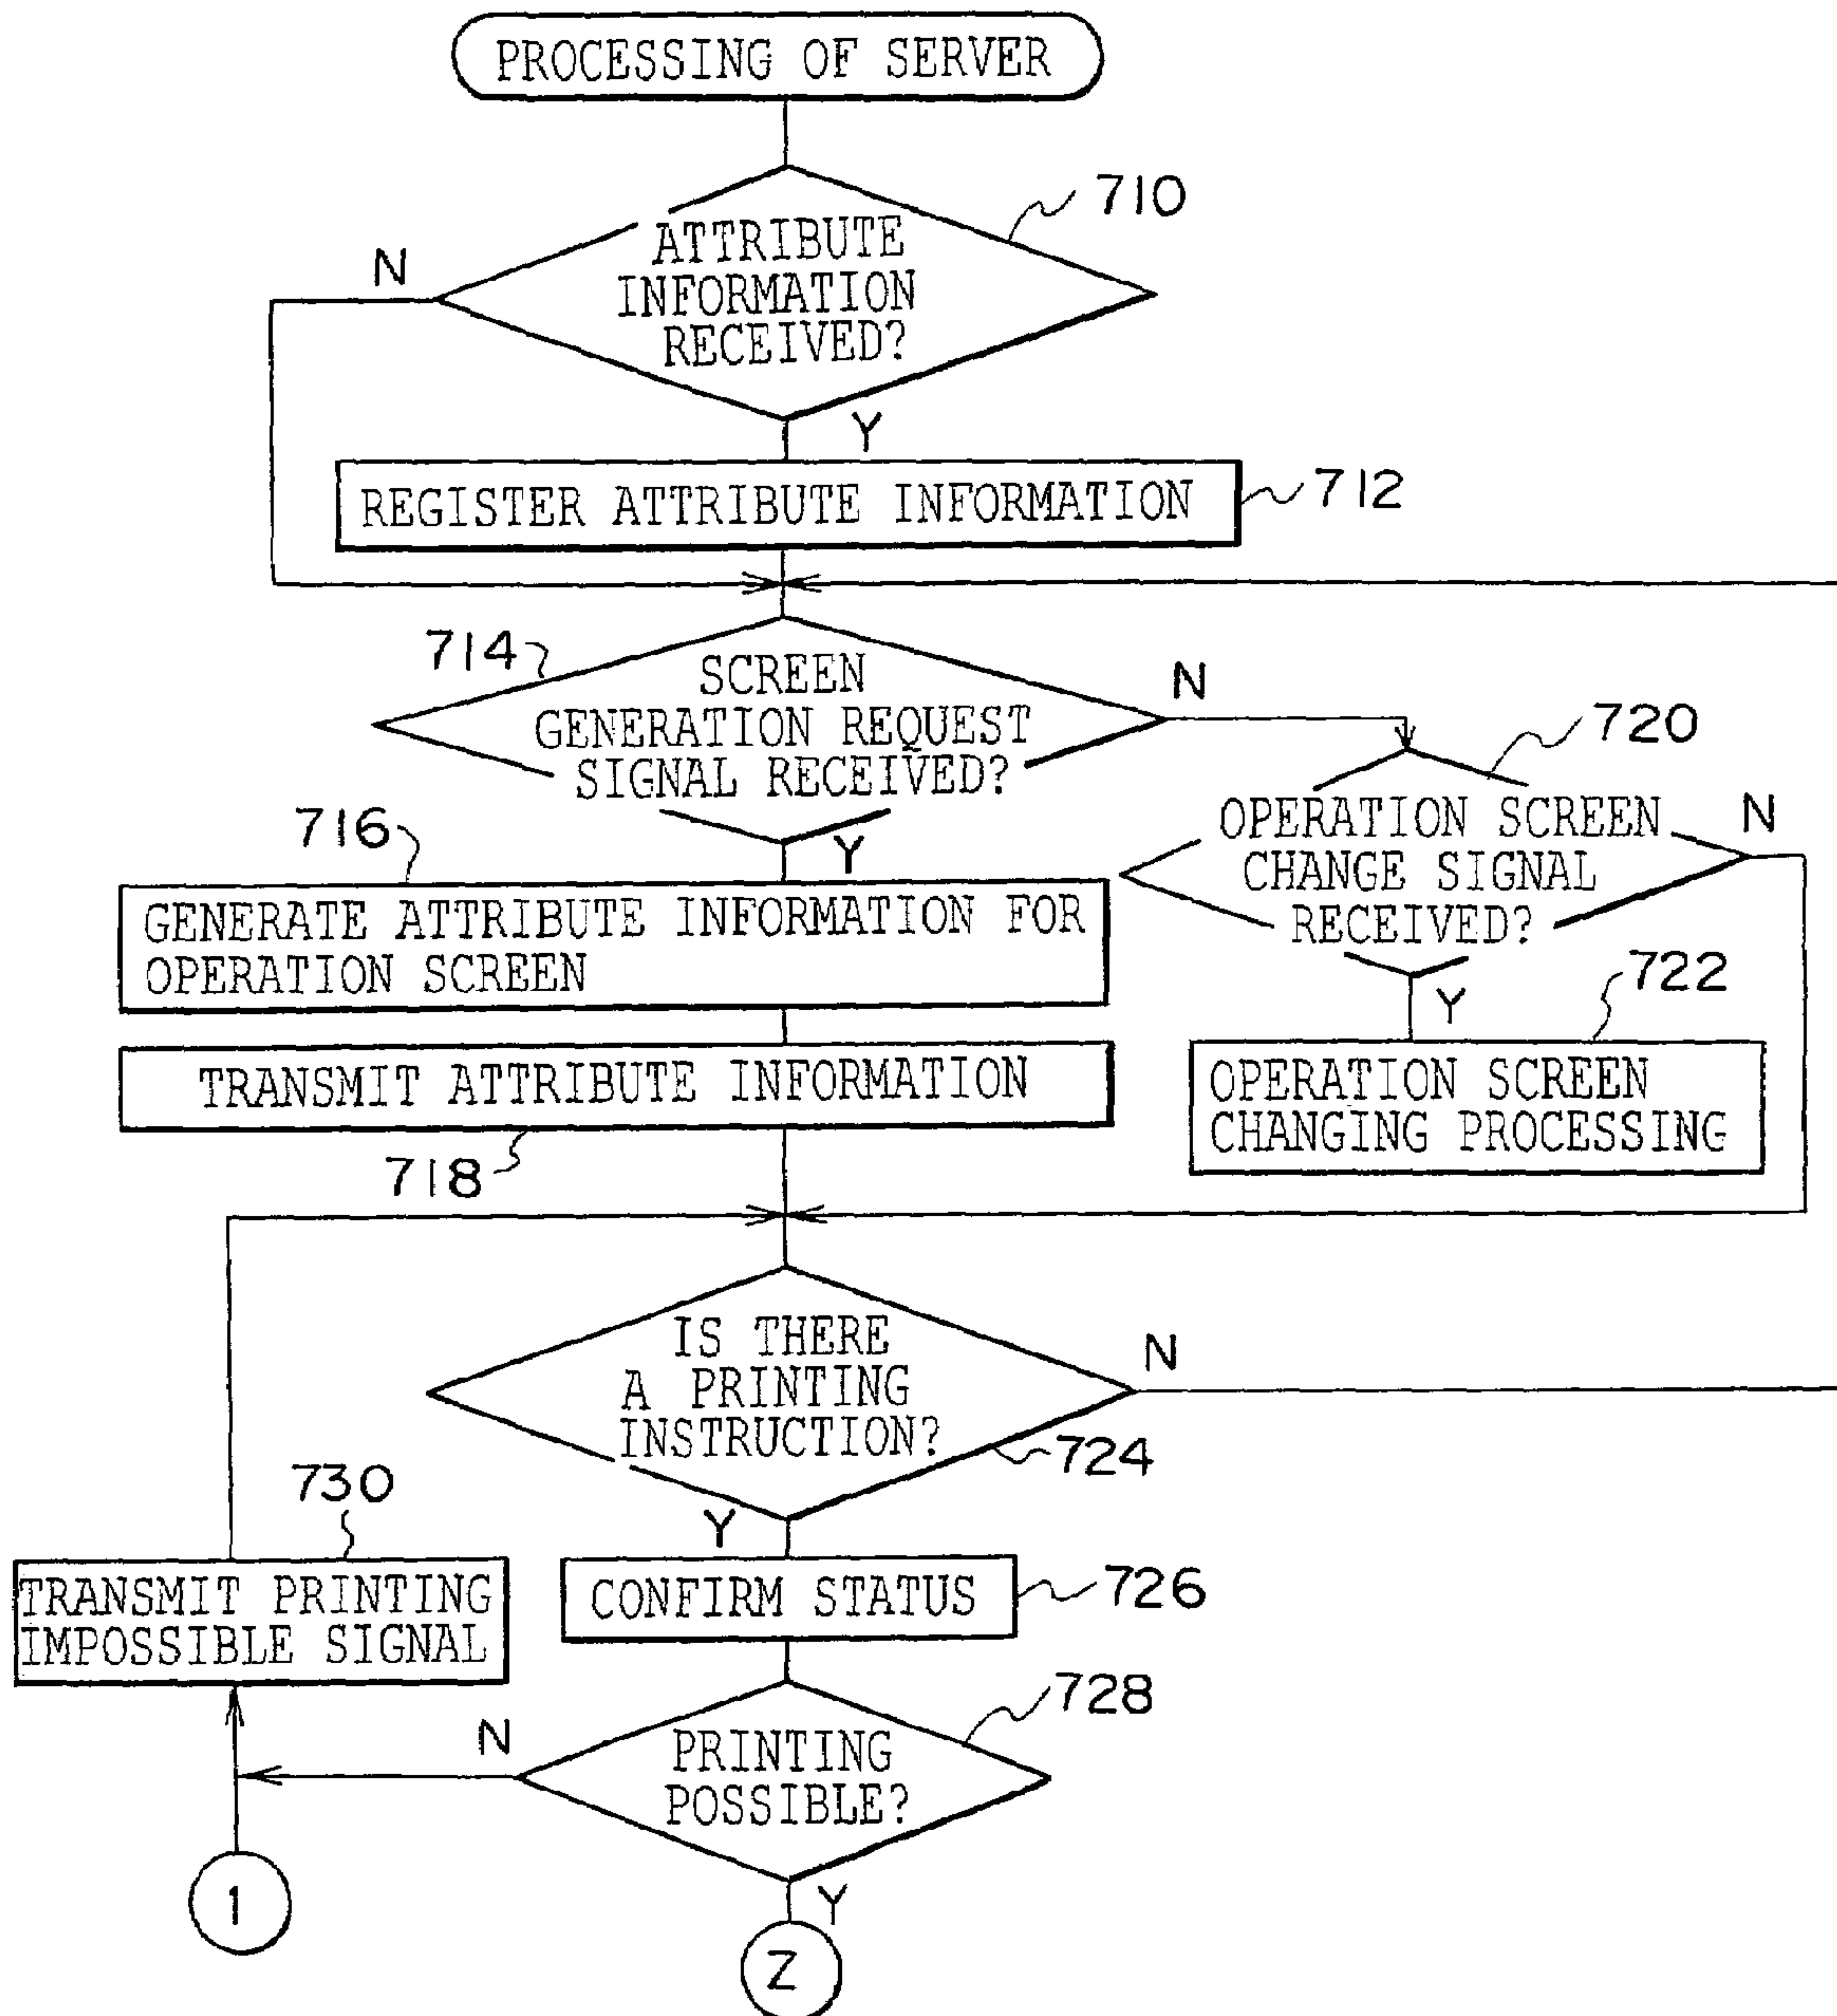 PROCESSING OF SERVER
710
N
ATTRIBUTE
INFORMATION
RECEIVED?
Y
REGISTER ATTRIBUTE INFORMATION
712
714
SCREEN
GENERATION REQUEST
SIGNAL RECEIVED?
N
720
Y
716
OPERATION SCREEN
CHANGE SIGNAL
RECEIVED?
N
GENERATE ATTRIBUTE INFORMATION FOR
OPERATION SCREEN
Y
722
TRANSMIT ATTRIBUTE INFORMATION
718
OPERATION SCREEN
CHANGING PROCESSING
IS THERE
A PRINTING
INSTRUCTION?
N
724
Y
730
TRANSMIT PRINTING
IMPOSSIBLE SIGNAL
CONFIRM STATUS
726
728
N
PRINTING
POSSIBLE?
1
Y
Z